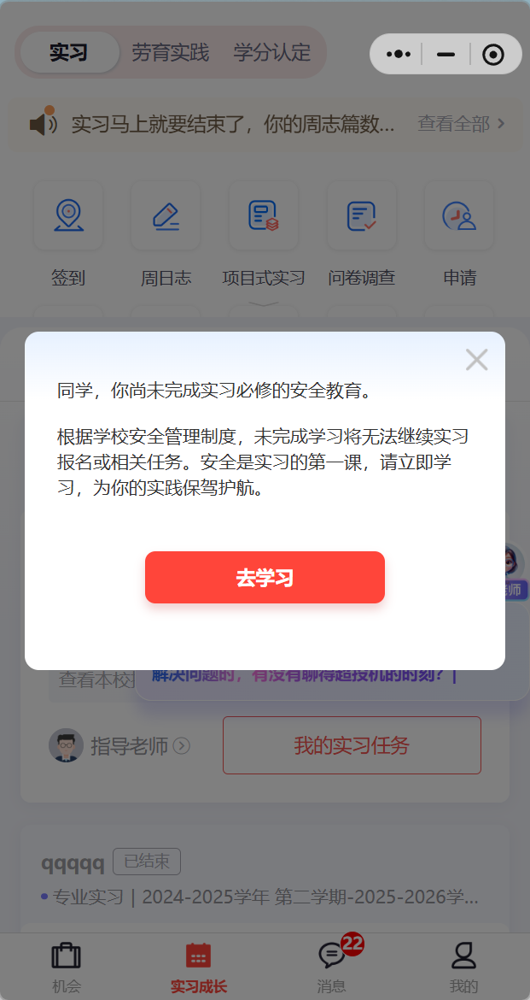 实习 劳育实践 学分认定
实习马上就要结束了，你的周志篇数... 查看全部
签到 周日志 项目式实习 问卷调查 申请
同学，你尚未完成实习必修的安全教育。
根据学校安全管理制度，未完成学习将无法继续实习
报名或相关任务。安全是实习的第一课，请立即学
习，为你的实践保驾护航。
去学习
师
解决问题的，有没有聊得超投机的时刻？
查看本校
指导老师 我的实习任务
qqqqq 已结束
专业实习 | 2024-2025学年 第二学期-2025-2026学...
22
机会 实习成长 消息 我的